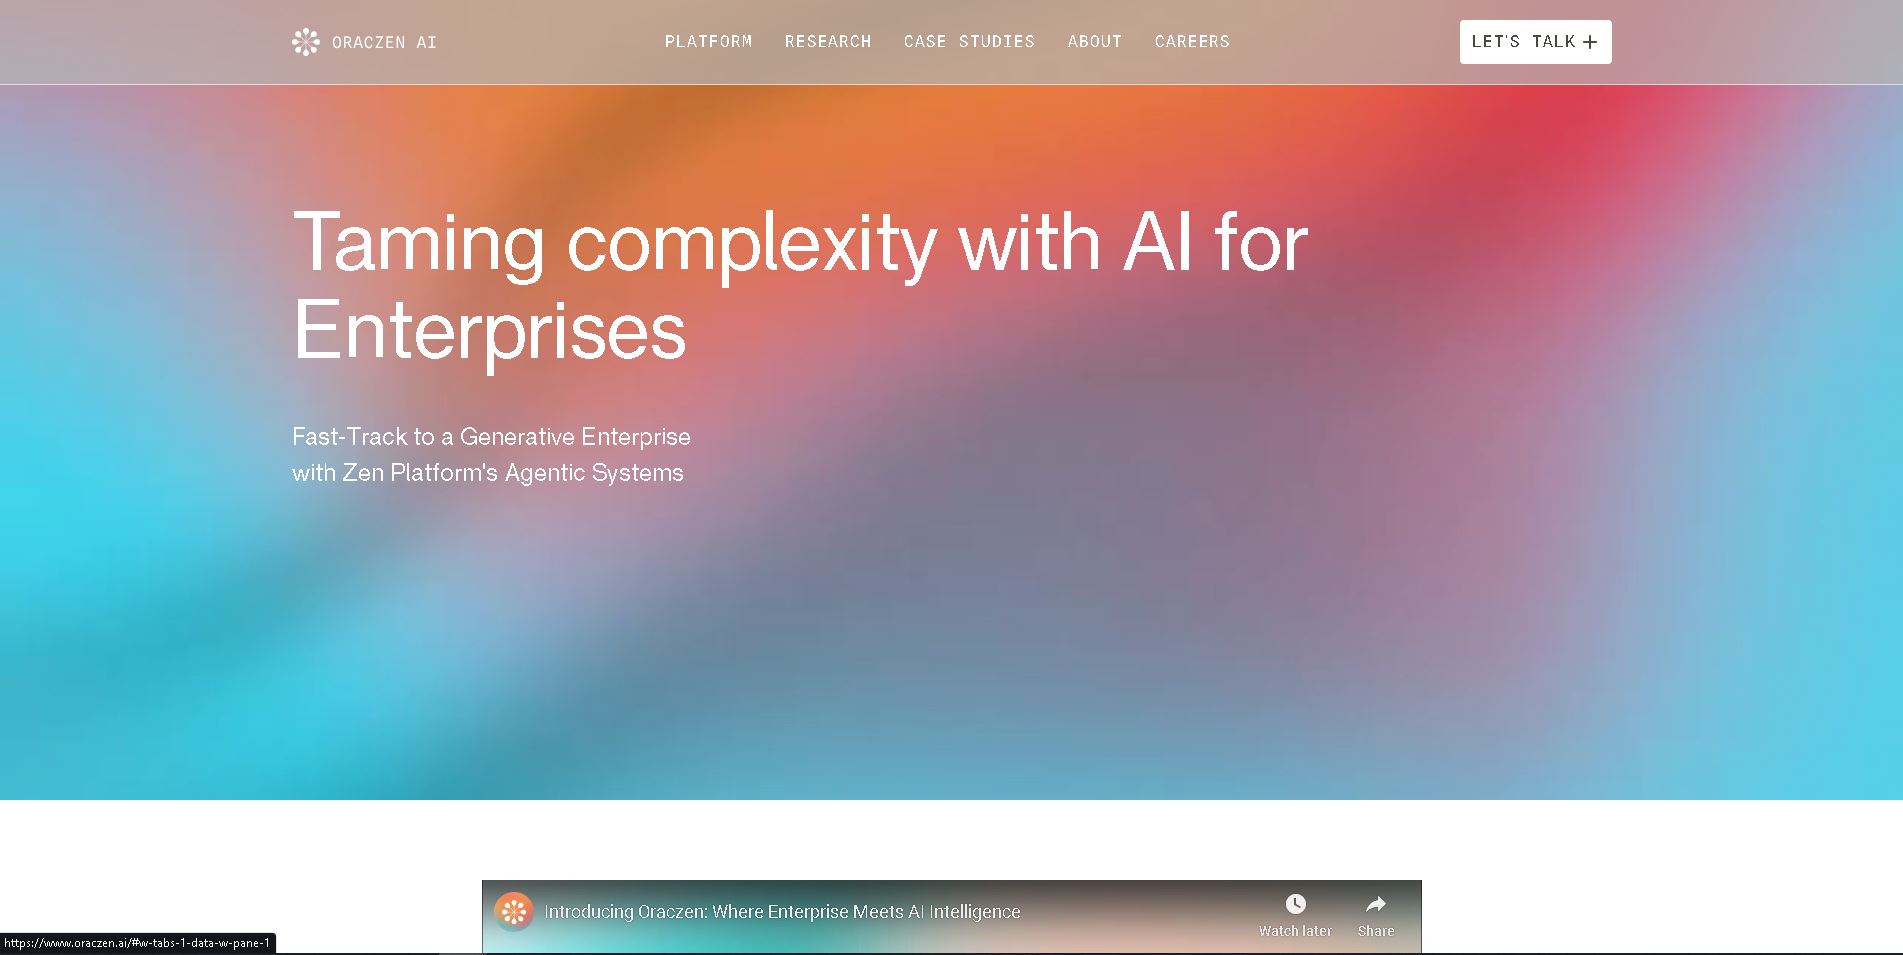 ORACZEN AI
PLATFORM RESEARCH CASE STUDIES ABOUT CAREERS
LET'S TALK
Taming complexity with AI for
Enterprises
Fast-Track to a Generative Enterprise
with Zen Platform's Agentic Systems
Introducing Oraczen: Where Enterprise Meets AI Intelligence
Watch later
Share
https://www.oraczen.ai/#w-tabs-1-data-w-pane-1